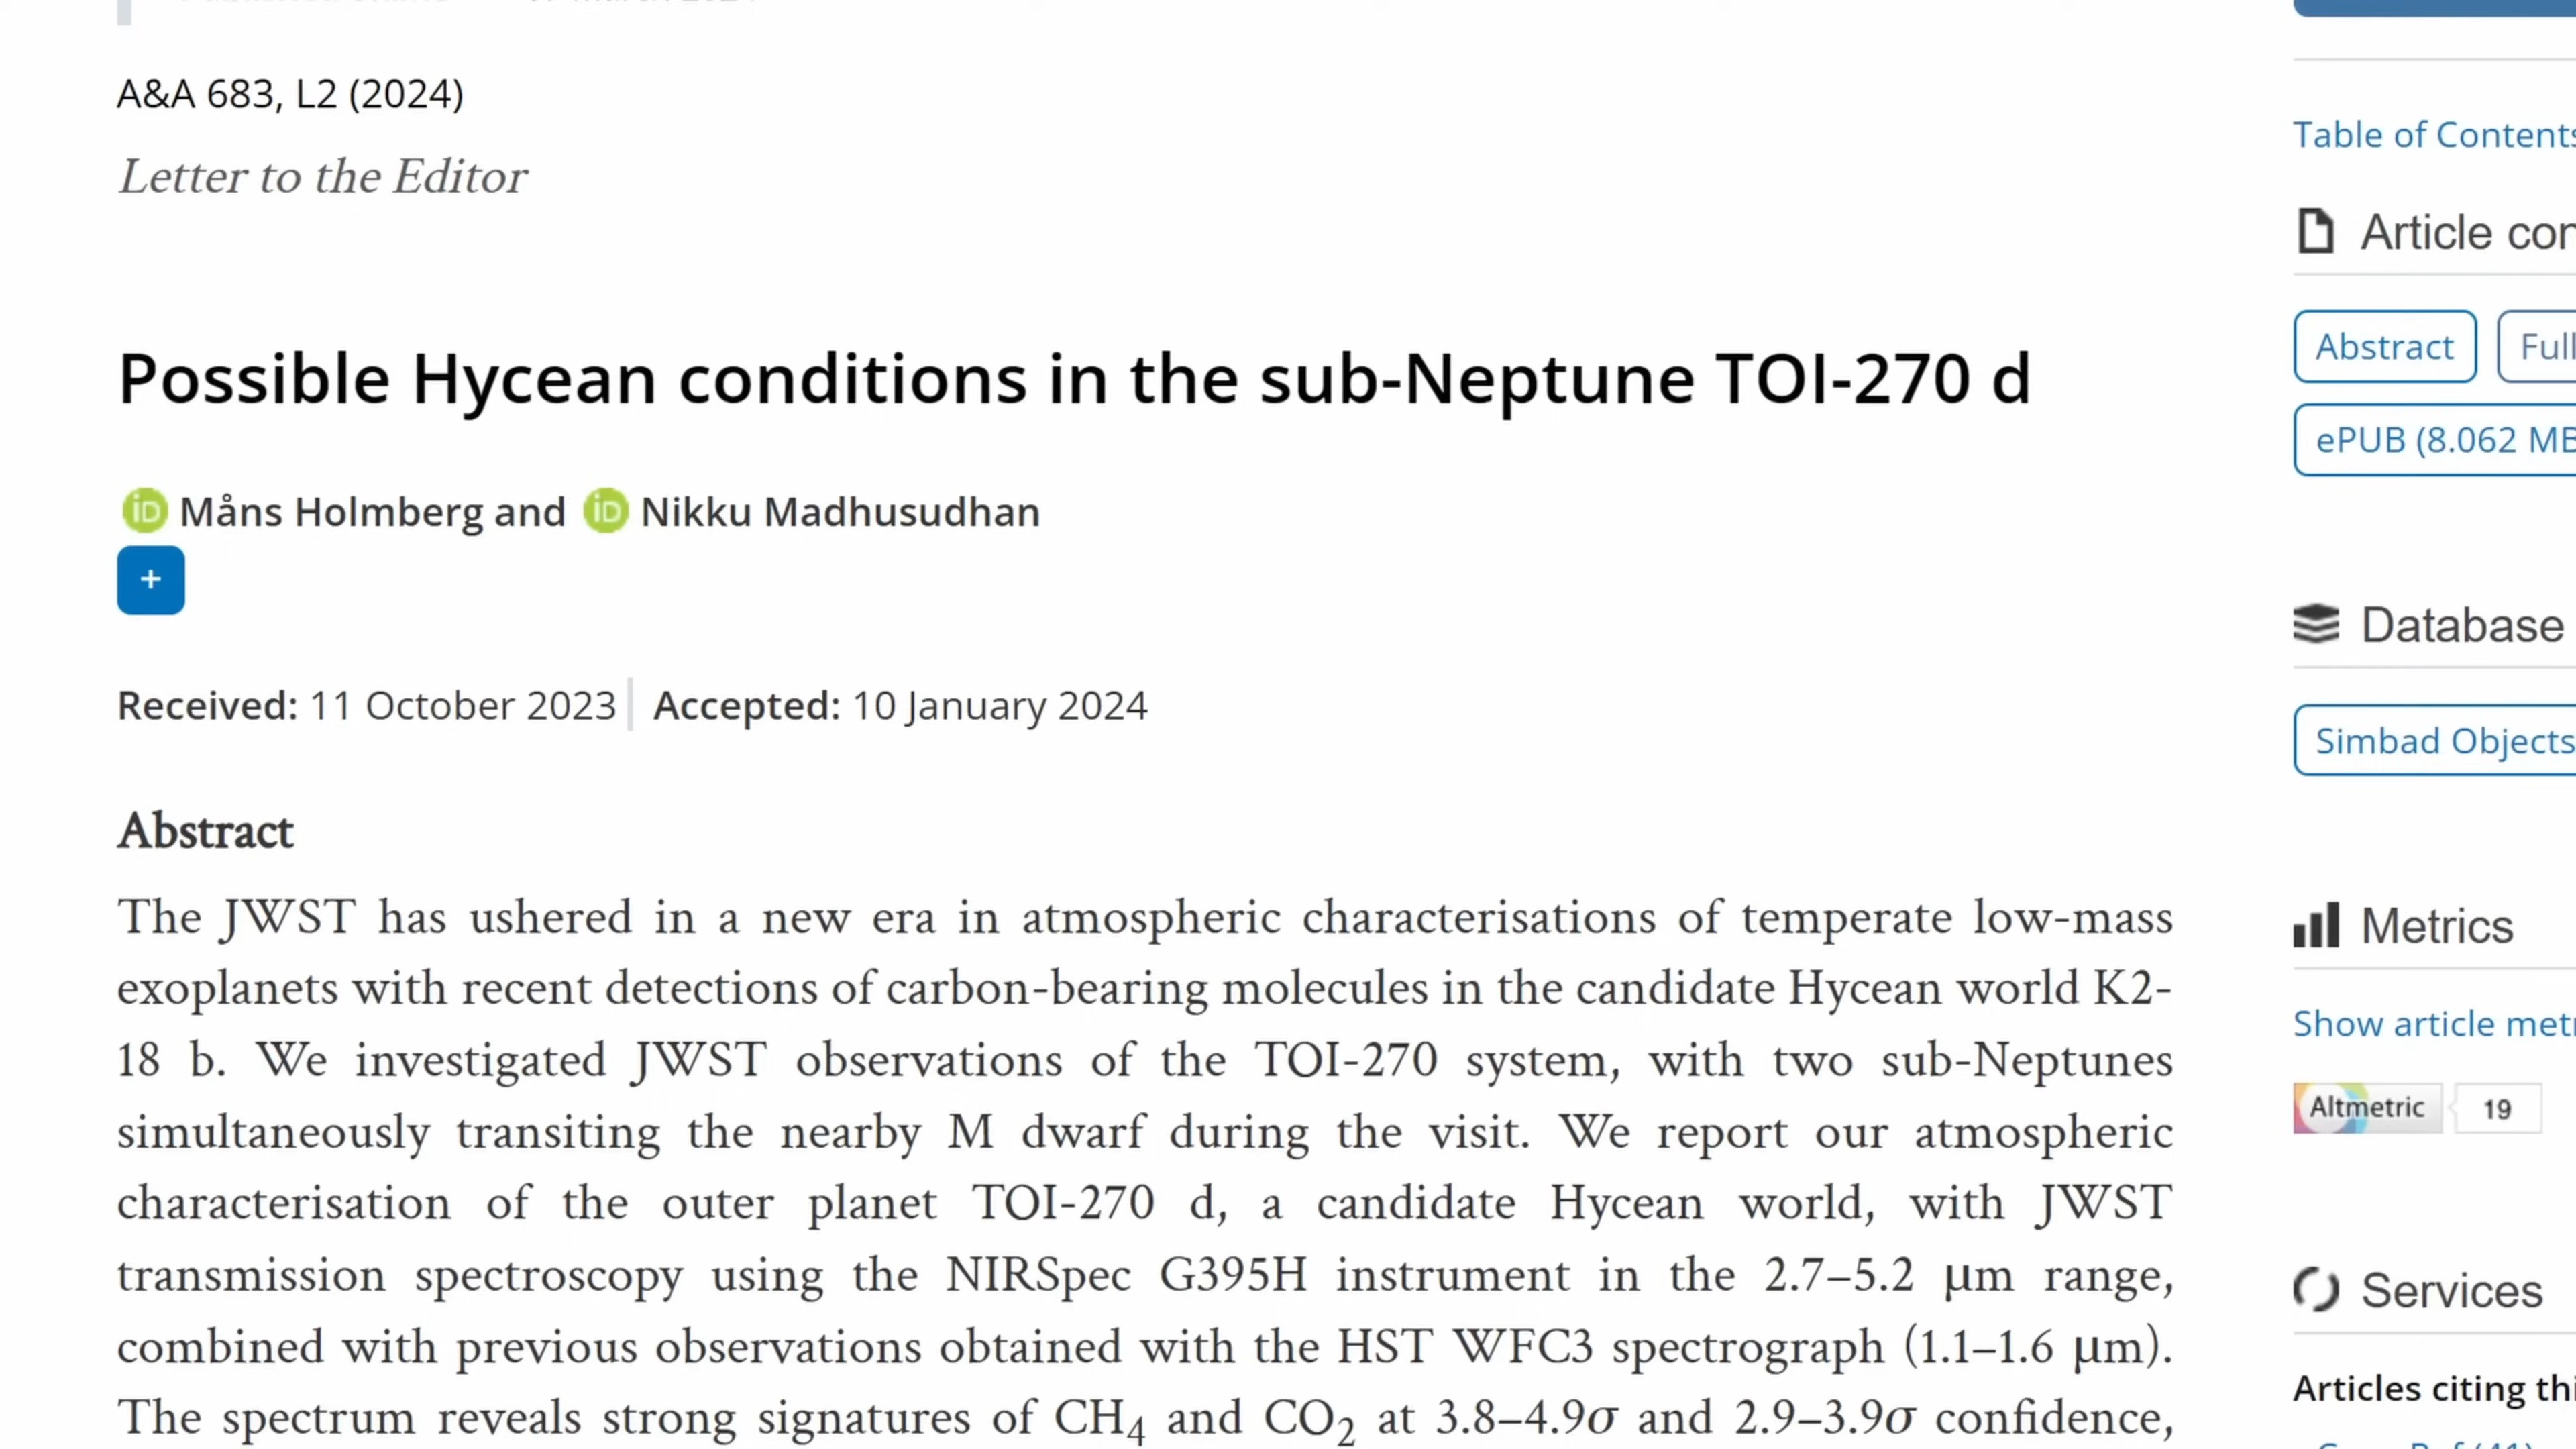 A&A 683, L2 (2024)
Letter to the Editor
Possible Hycean conditions in the sub-Neptune TOI-270 d
iD Måns Holmberg and iD Nikku Madhusudhan
+
Received: 11 October 2023 Accepted: 10 January 2024
Abstract
The JWST has ushered in a new era in atmospheric characterisations of temperate low-mass
exoplanets with recent detections of carbon-bearing molecules in the candidate Hycean world K2-
18 b. We investigated JWST observations of the TOI-270 system, with two sub-Neptunes
simultaneously transiting the nearby M dwarf during the visit. We report our atmospheric
characterisation of the outer planet TOI-270 d, a candidate Hycean world, with JWST
transmission spectroscopy using the NIRSpec G395H instrument in the 2.7–5.2 μm range,
combined with previous observations obtained with the HST WFC3 spectrograph (1.1–1.6 μm).
The spectrum reveals strong signatures of CH₄ and CO₂ at 3.8–4.9σ and 2.9–3.9σ confidence,
Table of Contents
Article con
Abstract
Full
ePUB (8.062 MB
Database
Simbad Objects
Metrics
Show article metr
Altmetric 19
Services
Articles citing thi